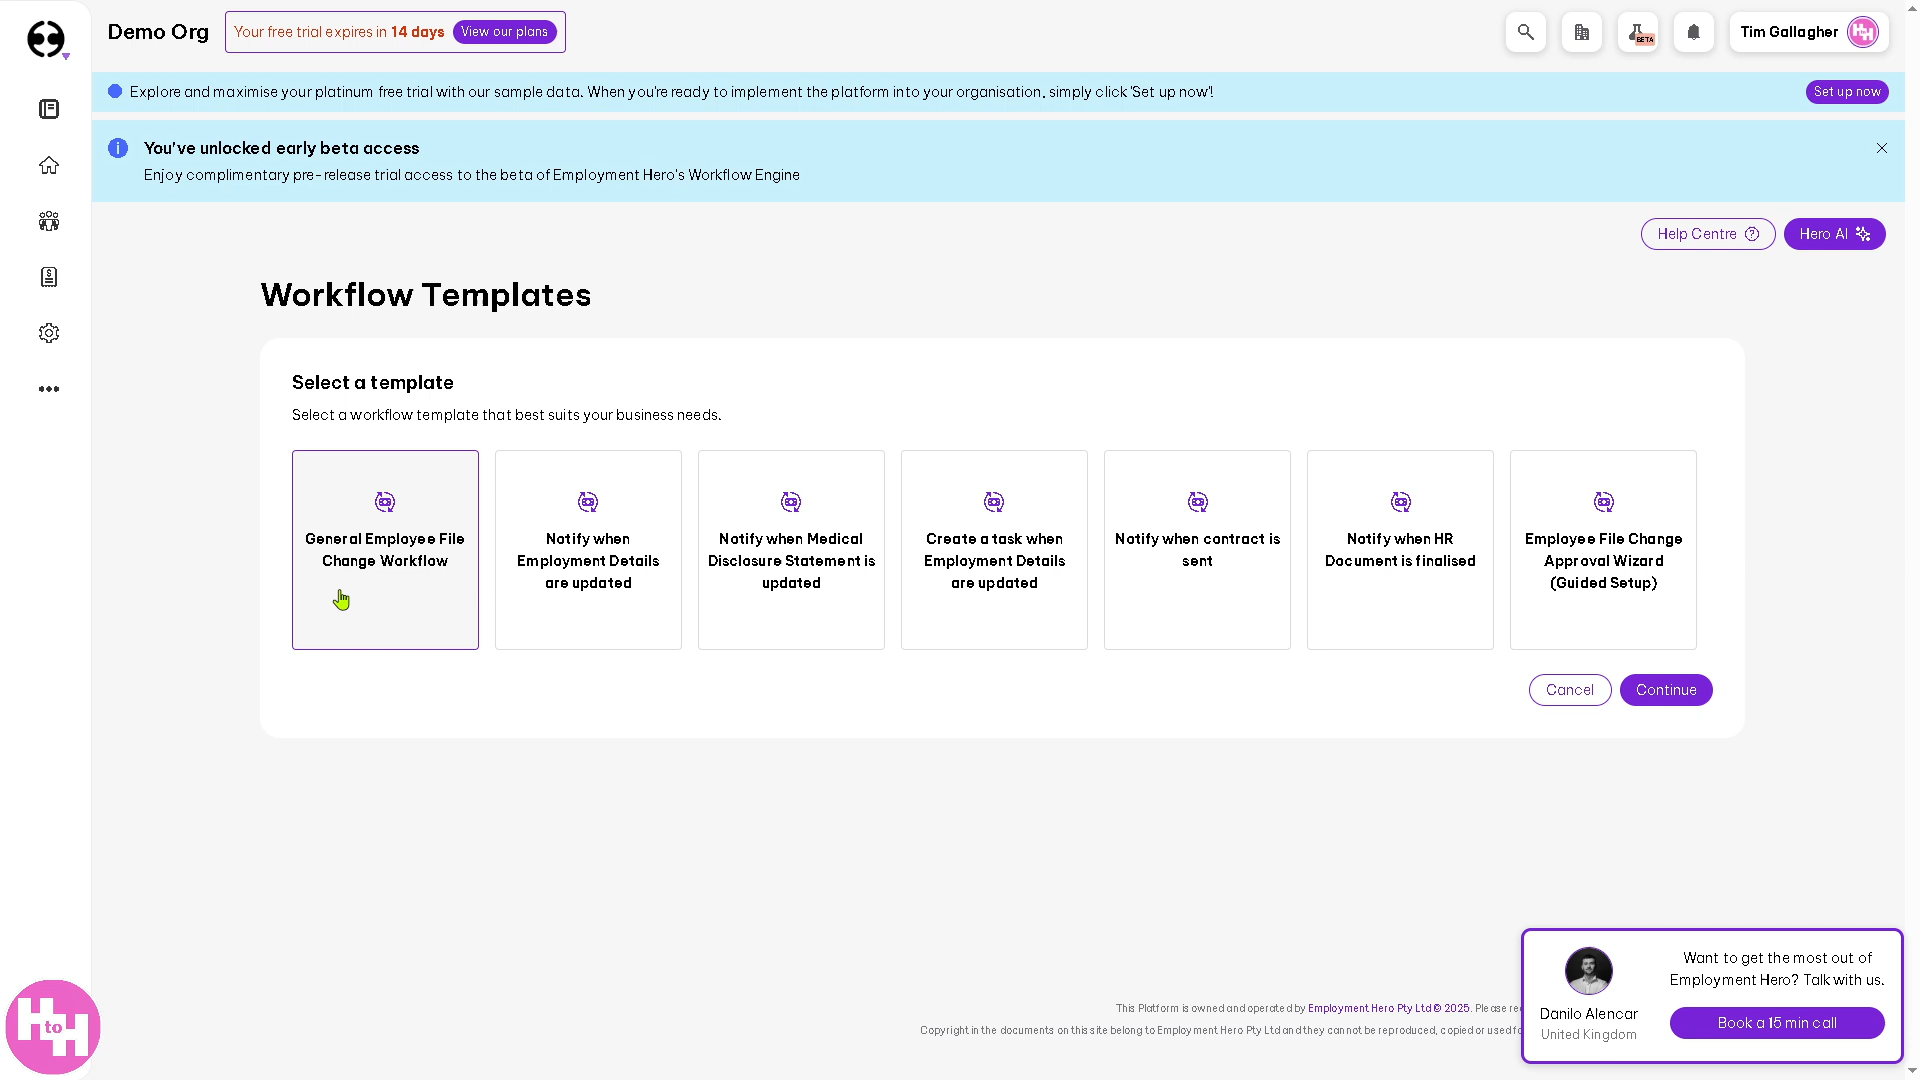 Demo Org
Your free trial expires in 14 days
View our plans
BETA
Tim Gallagher
Explore and maximise your platinum free trial with our sample data. When you're ready to implement the platform into your organisation, simply click 'Set up now'!
Set up now
You've unlocked early beta access
Enjoy complimentary pre-release trial access to the beta of Employment Hero's Workflow Engine
Help Centre
Hero AI
Workflow Templates
Select a template
Select a workflow template that best suits your business needs.
General Employee File
Change Workflow
Notify when
Employment Details
are updated
Notify when Medical
Disclosure Statement is
updated
Create a task when
Employment Details
are updated
Notify when contract is
sent
Notify when HR
Document is finalised
Employee File Change
Approval Wizard
(Guided Setup)
Cancel
Continue
This Platform is owned and operated by Employment Hero Pty Ltd © 2025. Please
Copyright in the documents on this site belong to Employment Hero Pty Ltd and they cannot be reproduced, copied or used
Want to get the most out of
Employment Hero? Talk with us.
Danilo Alencar
United Kingdom
Book a 15 min call
H to H